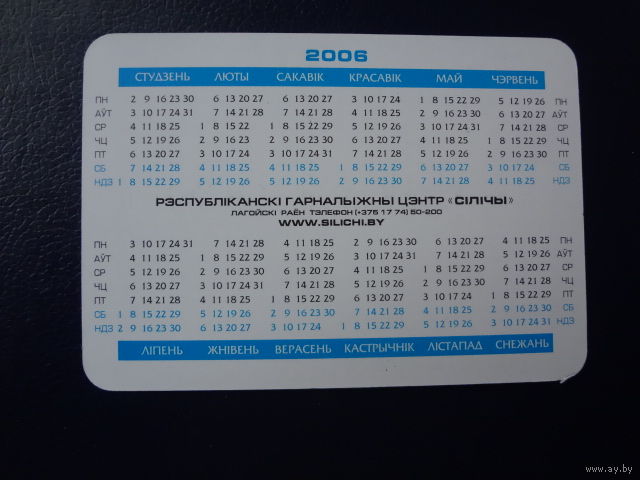 2006
СТУДЗЕНЬ ЛЮТЫ САКАВІК КРАСАВІК МАЙ ЧЭРВЕНЬ
ПН 2 9 16 23 30 6 13 20 27 6 13 20 27 3 10 17 24 1 8 15 22 29 5 12 19 26 ПН
АЎТ 3 10 17 24 31 7 14 21 28 7 14 21 28 4 11 18 25 2 9 16 23 30 6 13 20 27 АЎТ
СР 4 11 18 25 1 8 15 22 1 8 15 22 29 5 12 19 26 3 10 17 24 31 7 14 21 28 СР
ЧЦ 5 12 19 26 2 9 16 23 2 9 16 23 30 6 13 20 27 4 11 18 25 1 8 15 22 29 ЧЦ
ПТ 6 13 20 27 3 10 17 24 3 10 17 24 31 7 14 21 28 5 12 19 26 2 9 16 23 30 ПТ
СБ 7 14 21 28 4 11 18 25 4 11 18 25 1 8 15 22 29 6 13 20 27 3 10 17 24 СБ
НДЗ 1 8 15 22 29 5 12 19 26 5 12 19 26 2 9 16 23 30 7 14 21 28 4 11 18 25 НДЗ
РЭСПУБЛІКАНСКІ ГАРНАЛЫЖНЫ ЦЭНТР «СІЛІЧЫ»
ЛАГОЙСКІ РАЁН ТЭЛЕФОН (+375 17 74) 50-200
WWW.SILICHI.BY
ПН 3 10 17 24 31 7 14 21 28 4 11 18 25 2 9 16 23 30 6 13 20 27 4 11 18 25 ПН
АЎТ 4 11 18 25 1 8 15 22 29 5 12 19 26 3 10 17 24 31 7 14 21 28 5 12 19 26 АЎТ
СР 5 12 19 26 2 9 16 23 30 6 13 20 27 4 11 18 25 1 8 15 22 29 6 13 20 27 СР
ЧЦ 6 13 20 27 3 10 17 24 31 7 14 21 28 5 12 19 26 2 9 16 23 30 7 14 21 28 ЧЦ
ПТ 7 14 21 28 4 11 18 25 1 8 15 22 29 6 13 20 27 3 10 17 24 1 8 15 22 29 ПТ
СБ 1 8 15 22 29 5 12 19 26 2 9 16 23 30 7 14 21 28 4 11 18 25 2 9 16 23 30 СБ
НДЗ 2 9 16 23 30 6 13 20 27 3 10 17 24 1 8 15 22 29 5 12 19 26 3 10 17 24 31 НДЗ
ЛІПЕНЬ ЖНІВЕНЬ ВЕРАСЕНЬ КАСТРЫЧНІК ЛІСТАПАД СНЕЖАНЬ
www.ay.by